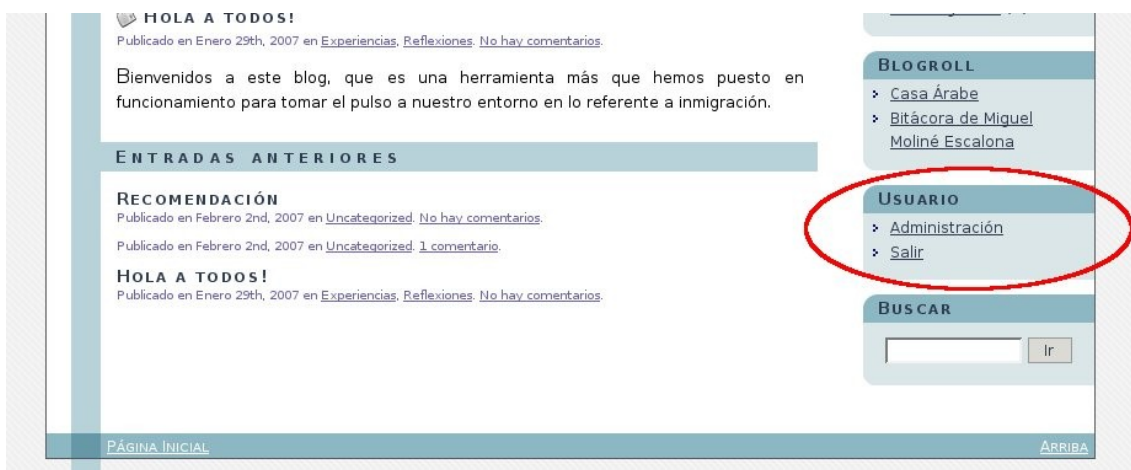 HOLA A TODOS!
Publicado en Enero 29th, 2007 en Experiencias, Reflexiones. No hay comentarios.
Bienvenidos a este blog, que es una herramienta más que hemos puesto en
funcionamiento para tomar el pulso a nuestro entorno en lo referente a inmigración.
ENTRADAS ANTERIORES
RECOMENDACIÓN
Publicado en Febrero 2nd, 2007 en Uncategorized. No hay comentarios.
Publicado en Febrero 2nd, 2007 en Uncategorized. 1 comentario.
HOLA A TODOS!
Publicado en Enero 29th, 2007 en Experiencias, Reflexiones. No hay comentarios.
BLOGROLL
Casa Árabe
Bitácora de Miguel
Moliné Escalona
USUARIO
Administración
Salir
BUSCAR
Ir
PÁGINA INICIAL
ARRIBA